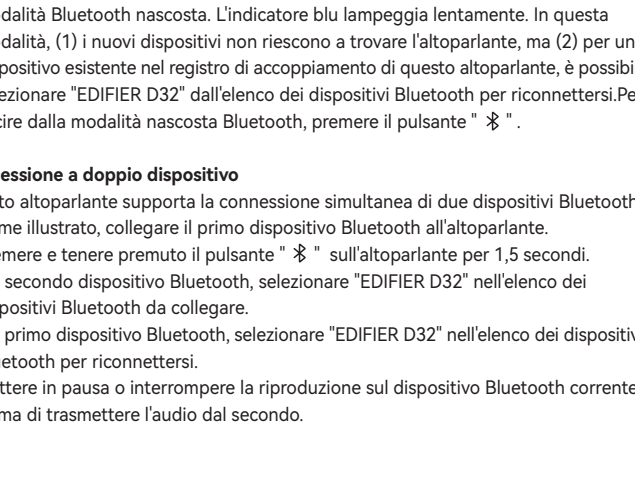 dalità Bluetooth nascosta. L'indicatore blu lampeggia lentamente. In questa
dalità, (1) i nuovi dispositivi non riescono a trovare l'altoparlante, ma (2) per un
positivo esistente nel registro di accoppiamento di questo altoparlante, è possibi
ezionare "EDIFIER D32" dall'elenco dei dispositivi Bluetooth per riconnettersi.Pe
cire dalla modalità nascosta Bluetooth, premere il pulsante " " .
essione a doppio dispositivo
to altoparlante supporta la connessione simultanea di due dispositivi Bluetooth
me illustrato, collegare il primo dispositivo Bluetooth all'altoparlante.
emere e tenere premuto il pulsante " " sull'altoparlante per 1,5 secondi.
secondo dispositivo Bluetooth, selezionare "EDIFIER D32" nell'elenco dei
positivi Bluetooth da collegare.
primo dispositivo Bluetooth, selezionare "EDIFIER D32" nell'elenco dei dispositiv
etooth per riconnettersi.
ttere in pausa o interrompere la riproduzione sul dispositivo Bluetooth corrente
ma di trasmettere l'audio dal secondo.